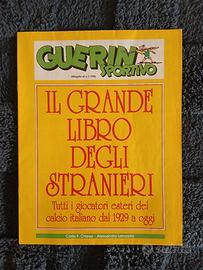 GUERIN
SPORTIVO
IL GRANDE
LIBRO
DEGLI
STRANIERI
Tutti i giocatori esteri del
calcio italiano dal 1929 a oggi